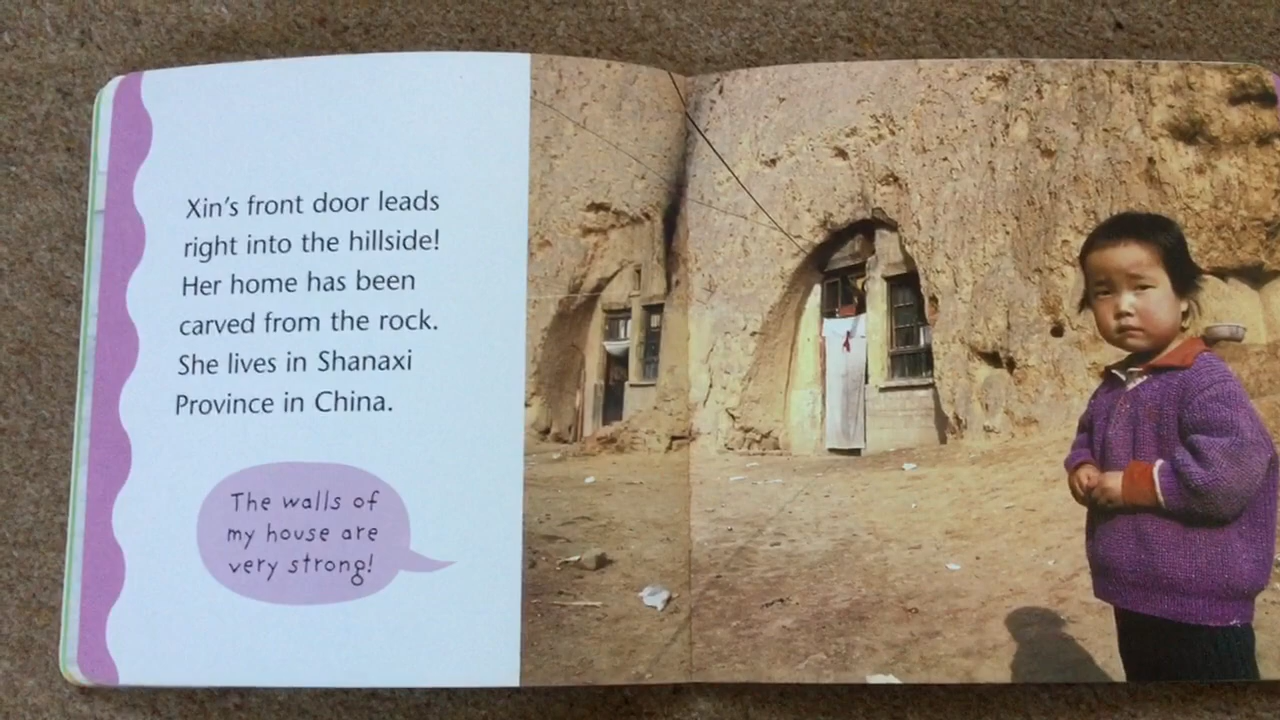 Xin's front door leads
right into the hillside!
Her home has been
carved from the rock.
She lives in Shanaxi
Province in China.
The walls of
my house are
very strong!